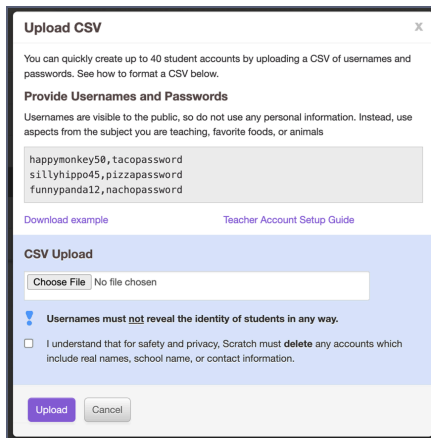 Upload CSV
x
You can quickly create up to 40 student accounts by uploading a CSV of usernames and
passwords. See how to format a CSV below.
Provide Usernames and Passwords
Usernames are visible to the public, so do not use any personal information. Instead, use
aspects from the subject you are teaching, favorite foods, or animals
happymonkey50,tacopassword
sillyhippo45,pizzapassword
funnypanda12,nachopassword
Download example
Teacher Account Setup Guide
CSV Upload
Choose File No file chosen
Usernames must not reveal the identity of students in any way.
I understand that for safety and privacy, Scratch must delete any accounts which
include real names, school name, or contact information.
Upload
Cancel